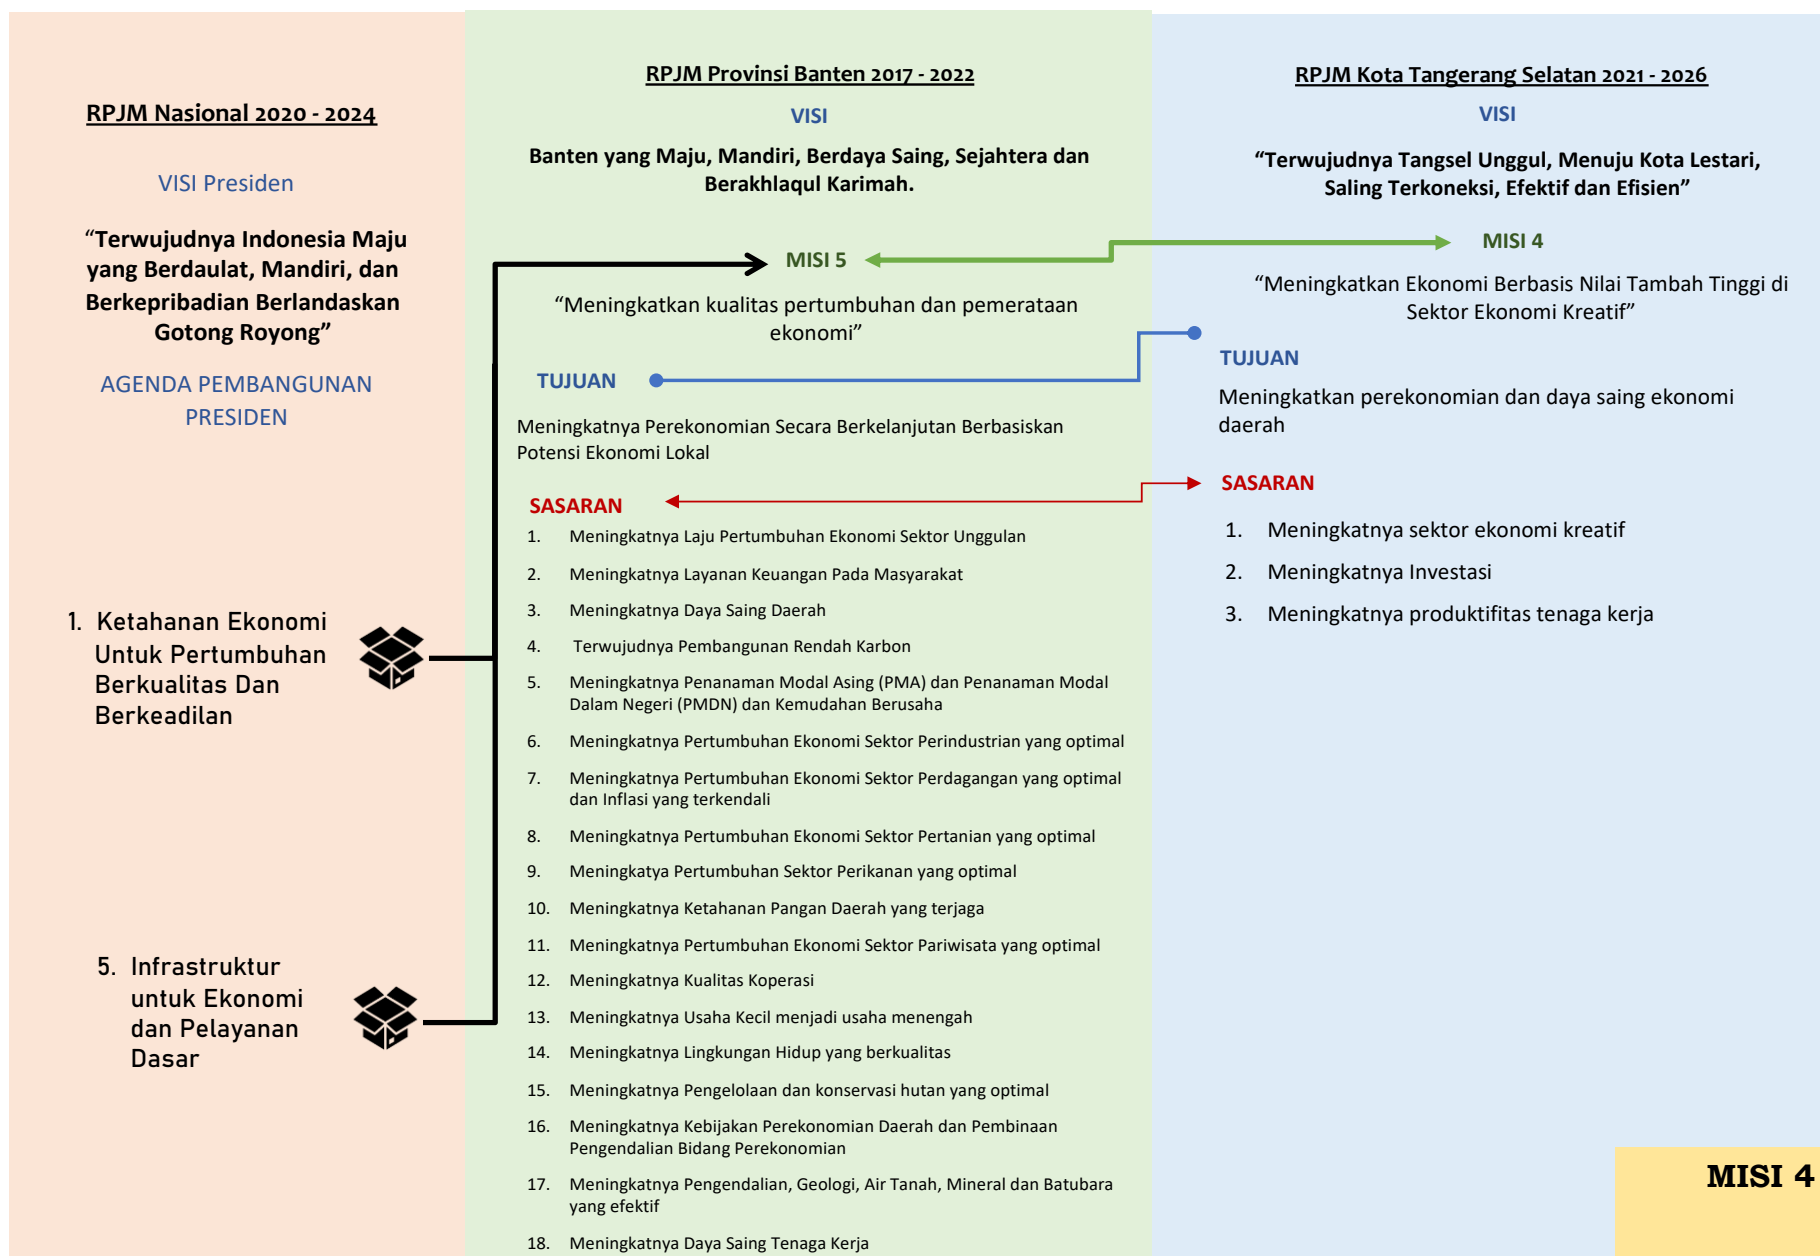 RPJM Nasional 2020 - 2024
VISI Presiden
“Terwujudnya Indonesia Maju
yang Berdaulat, Mandiri, dan
Berkepribadian Berlandaskan
Gotong Royong”
AGENDA PEMBANGUNAN
PRESIDEN
1. Ketahanan Ekonomi
Untuk Pertumbuhan
Berkualitas Dan
Berkeadilan
5. Infrastruktur
untuk Ekonomi
dan Pelayanan
Dasar
RPJM Provinsi Banten 2017 - 2022
VISI
Banten yang Maju, Mandiri, Berdaya Saing, Sejahtera dan
Berakhlaqul Karimah.
MISI 5
“Meningkatkan kualitas pertumbuhan dan pemerataan
ekonomi”
TUJUAN
Meningkatnya Perekonomian Secara Berkelanjutan Berbasiskan
Potensi Ekonomi Lokal
SASARAN
1. Meningkatnya Laju Pertumbuhan Ekonomi Sektor Unggulan
2. Meningkatnya Layanan Keuangan Pada Masyarakat
3. Meningkatnya Daya Saing Daerah
4. Terwujudnya Pembangunan Rendah Karbon
5. Meningkatnya Penanaman Modal Asing (PMA) dan Penanaman Modal
Dalam Negeri (PMDN) dan Kemudahan Berusaha
6. Meningkatnya Pertumbuhan Ekonomi Sektor Perindustrian yang optimal
7. Meningkatnya Pertumbuhan Ekonomi Sektor Perdagangan yang optimal
dan Inflasi yang terkendali
8. Meningkatnya Pertumbuhan Ekonomi Sektor Pertanian yang optimal
9. Meningkatya Pertumbuhan Sektor Perikanan yang optimal
10. Meningkatnya Ketahanan Pangan Daerah yang terjaga
11. Meningkatnya Pertumbuhan Ekonomi Sektor Pariwisata yang optimal
12. Meningkatnya Kualitas Koperasi
13. Meningkatnya Usaha Kecil menjadi usaha menengah
14. Meningkatnya Lingkungan Hidup yang berkualitas
15. Meningkatnya Pengelolaan dan konservasi hutan yang optimal
16. Meningkatnya Kebijakan Perekonomian Daerah dan Pembinaan
Pengendalian Bidang Perekonomian
17. Meningkatnya Pengendalian, Geologi, Air Tanah, Mineral dan Batubara
yang efektif
18. Meningkatnya Daya Saing Tenaga Kerja
RPJM Kota Tangerang Selatan 2021 - 2026
VISI
“Terwujudnya Tangsel Unggul, Menuju Kota Lestari,
Saling Terkoneksi, Efektif dan Efisien”
MISI 4
“Meningkatkan Ekonomi Berbasis Nilai Tambah Tinggi di
Sektor Ekonomi Kreatif”
TUJUAN
Meningkatkan perekonomian dan daya saing ekonomi
daerah
SASARAN
1. Meningkatnya sektor ekonomi kreatif
2. Meningkatnya Investasi
3. Meningkatnya produktifitas tenaga kerja
MISI 4